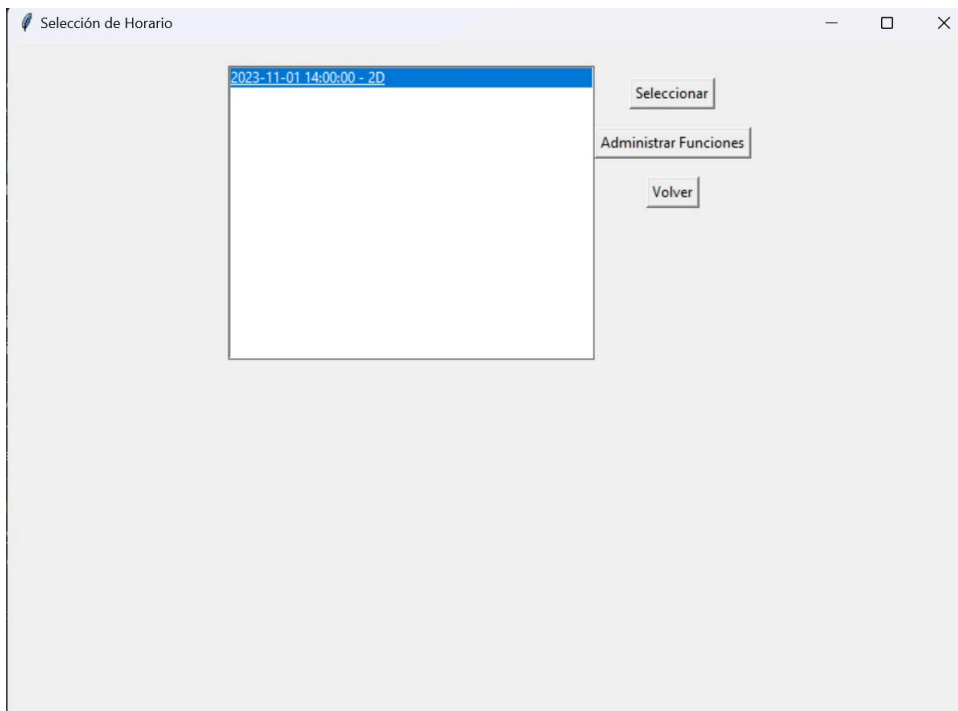 Selección de Horario
2023-11-01 14:00:00 - 2D
Seleccionar
Administrar Funciones
Volver